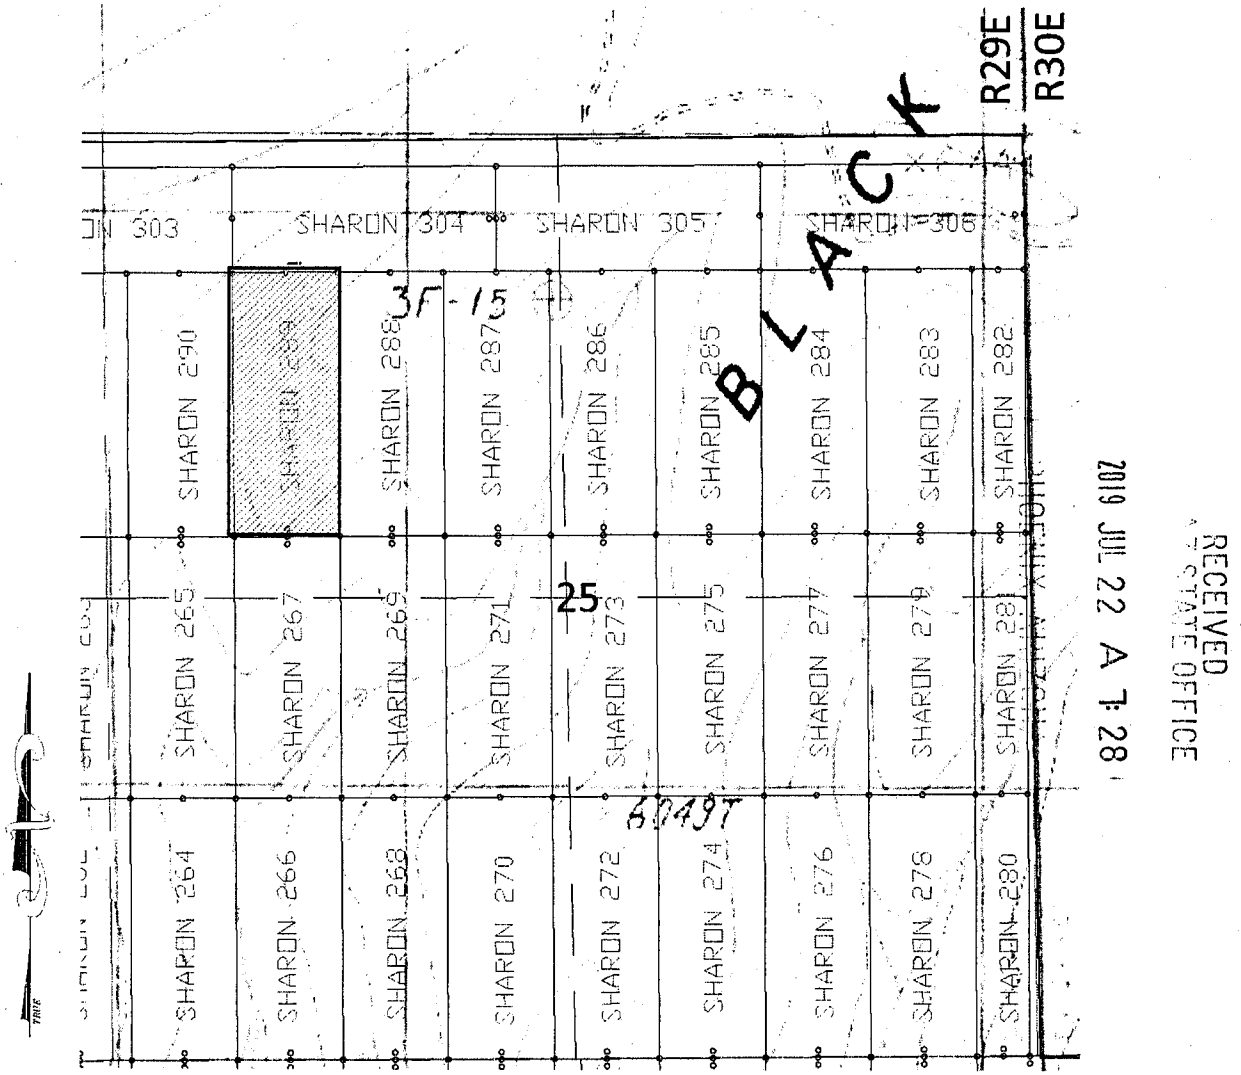 R29E
R30E
B L A C K
ON 303
SHARON 304
SHARON 305
SHARON 306
3F-15
SHARON 290
SHARON 289
SHARON 288
SHARON 287
SHARON 286
SHARON 285
SHARON 284
SHARON 283
SHARON 282
25
SHARON 265
SHARON 267
SHARON 269
SHARON 271
SHARON 273
SHARON 275
SHARON 277
SHARON 279
SHARON 281
6049T
SHARON 264
SHARON 266
SHARON 268
SHARON 270
SHARON 272
SHARON 274
SHARON 276
SHARON 278
SHARON 280
TRUE
RECEIVED
STATE OFFICE
2019 JUL 22 A 7:28